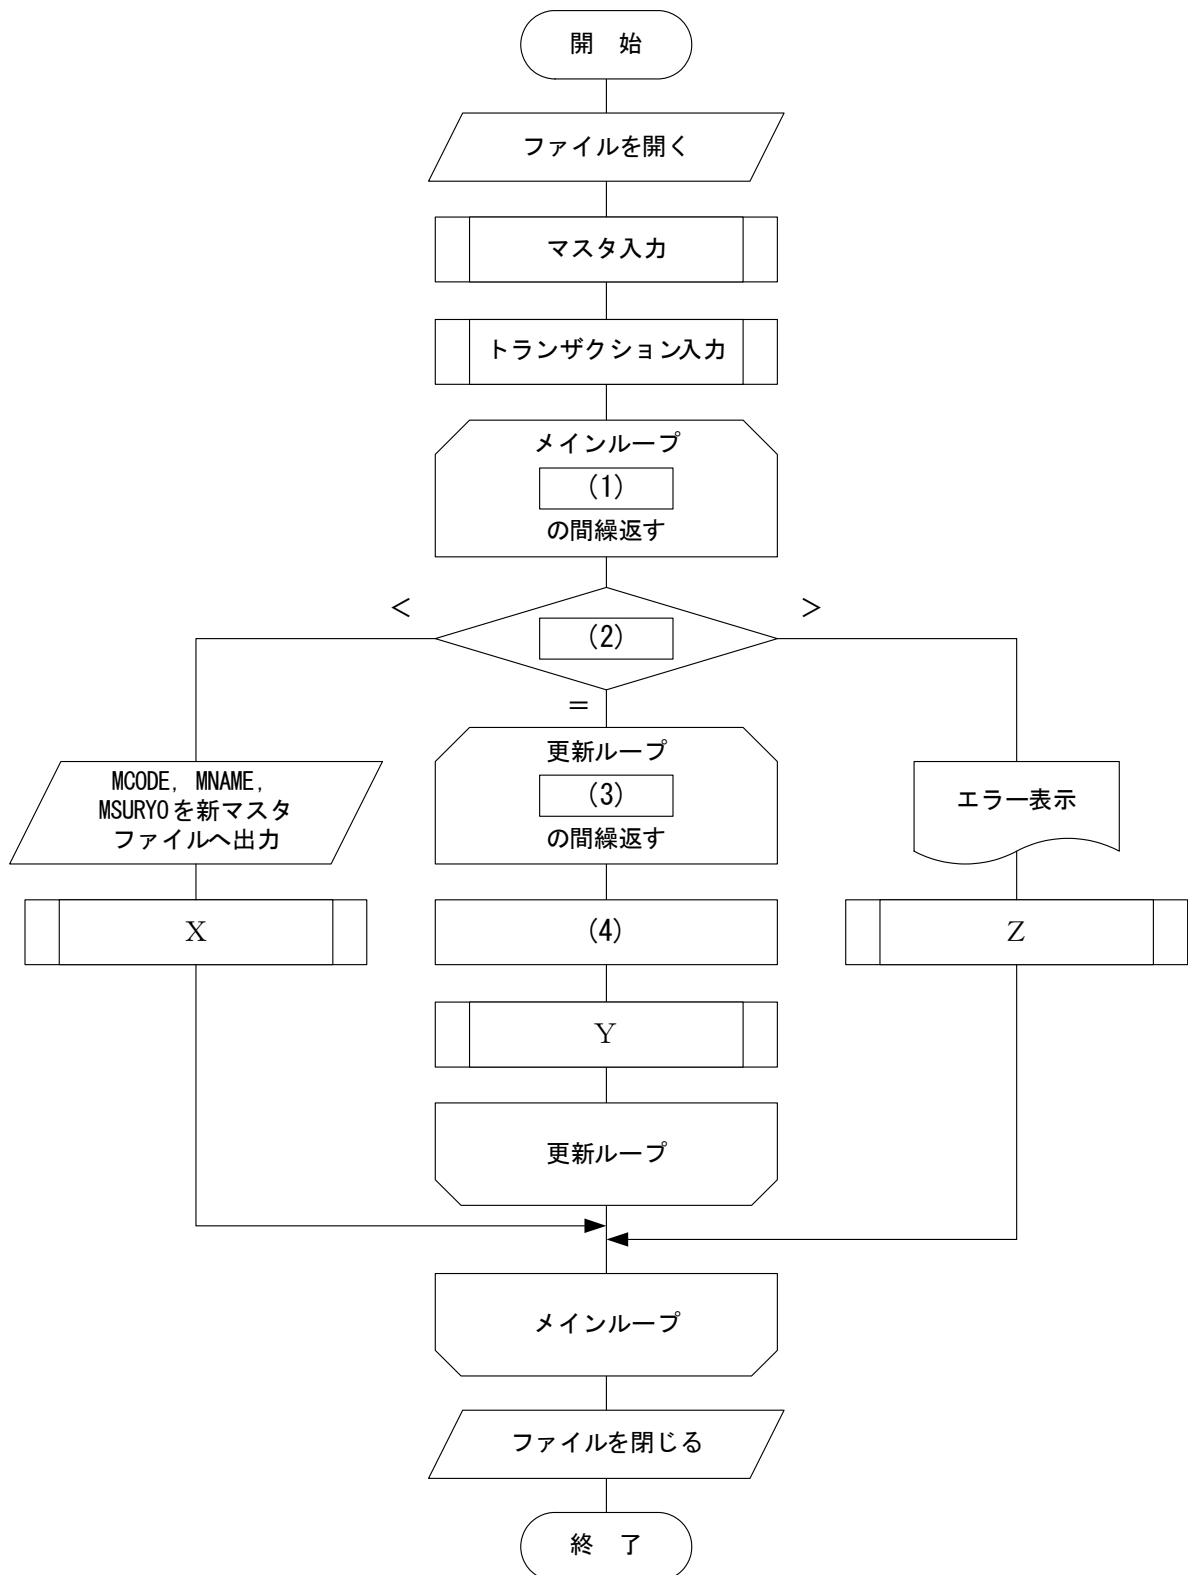 開　始
ファイルを開く
マスタ入力
トランザクション入力
メインループ
(1)
の間繰返す
＜
＞
(2)
＝
更新ループ
(3)
の間繰返す
MCODE, MNAME,
MSURYOを新マスタ
ファイルへ出力
エラー表示
X
(4)
Z
Y
更新ループ
メインループ
ファイルを閉じる
終　了